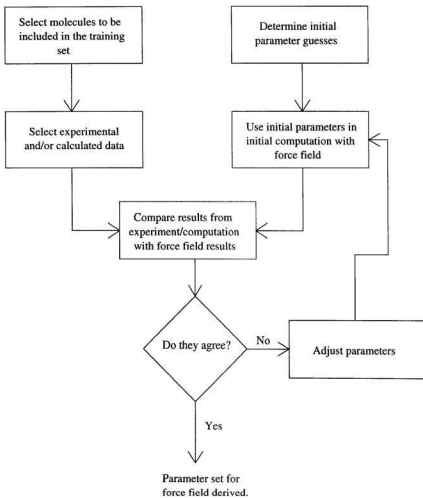 Select molecules to be
included in the training
set
Determine initial
parameter guesses
Select experimental
and/or calculated data
Use initial parameters in
initial computation with
force field
Compare results from
experiment/computation
with force field results
Do they agree?
No
Adjust parameters
Yes
Parameter set for
force field derived.